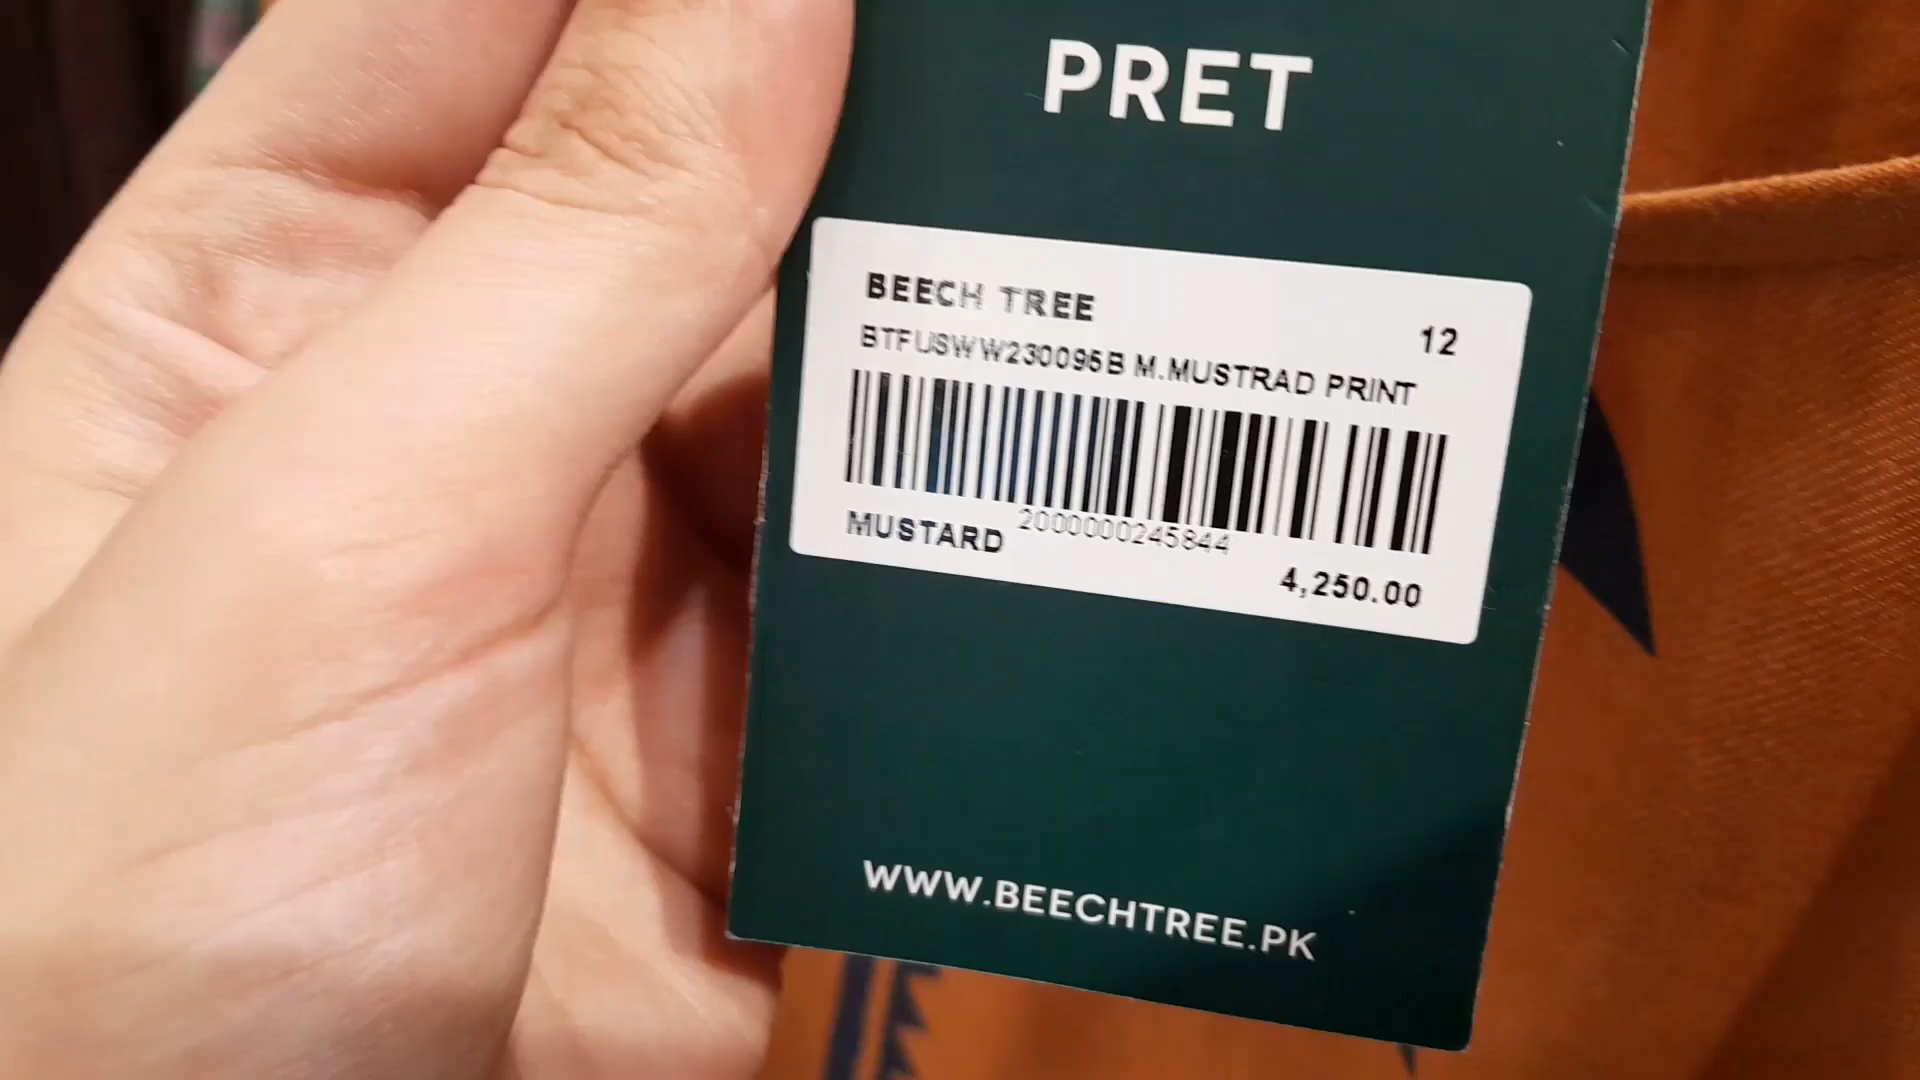 PRET
BEECH TREE
12
BTFUSWW230095B M.MUSTRAD PRINT
MUSTARD
2000000245844
4,250.00
WWW.BEECHTREE.PK